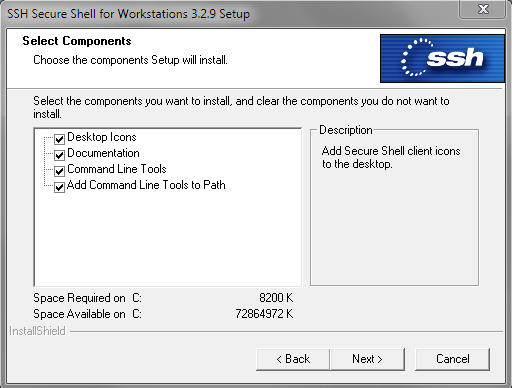 SSH Secure Shell for Workstations 3.2.9 Setup
Select Components
Choose the components Setup will install.
ssh
Select the components you want to install, and clear the components you do not want to
install.
Desktop Icons
Documentation
Command Line Tools
Add Command Line Tools to Path
Description
Add Secure Shell client icons
to the desktop.
Space Required on C: 8200 K
Space Available on C: 72864972 K
InstallShield
< Back Next > Cancel